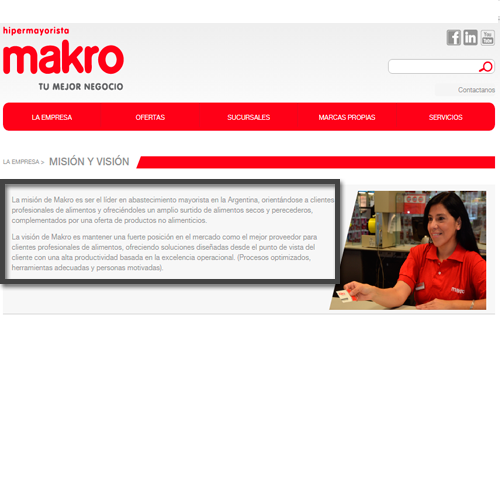 hipermayorista
makro
TU MEJOR NEGOCIO
You
Tube
Contactanos
LA EMPRESA OFERTAS SUCURSALES MARCAS PROPIAS SERVICIOS
LA EMPRESA » MISIÓN Y VISIÓN
La misión de Makro es ser el líder en abastecimiento mayorista en la Argentina, orientándose a clientes
profesionales de alimentos y ofreciéndoles un amplio surtido de alimentos secos y perecederos,
complementados por una oferta de productos no alimenticios.
La visión de Makro es mantener una fuerte posición en el mercado como el mejor proveedor para
clientes profesionales de alimentos, ofreciendo soluciones diseñadas desde el punto de vista del
cliente con una alta productividad basada en la excelencia operacional. (Procesos optimizados,
herramientas adecuadas y personas motivadas).
makro